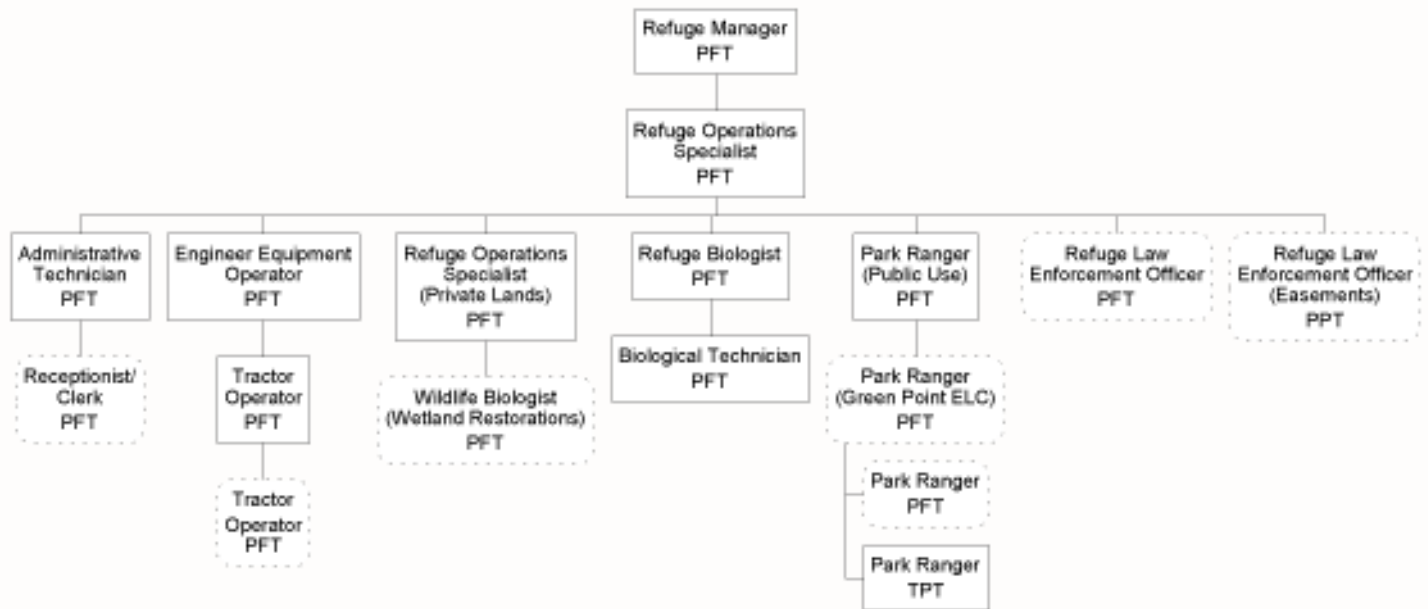 Refuge Manager
PFT
Refuge Operations
Specialist
PFT
Administrative
Technician
PFT
Engineer Equipment
Operator
PFT
Refuge Operations
Specialist
(Private Lands)
PFT
Refuge Biologist
PFT
Park Ranger
(Public Use)
PFT
Refuge Law
Enforcement Officer
PFT
Refuge Law
Enforcement Officer
(Easements)
PPT
Receptionist/
Clerk
PFT
Tractor
Operator
PFT
Wildlife Biologist
(Wetland Restorations)
PFT
Biological Technician
PFT
Park Ranger
(Green Point ELC)
PFT
Tractor
Operator
PFT
Park Ranger
PFT
Park Ranger
TPT